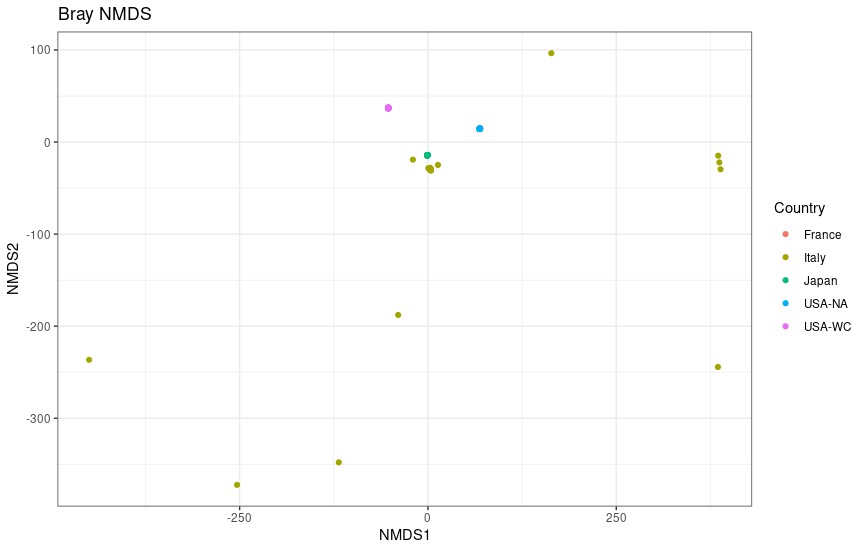 Bray NMDS
100
0
-100
-200
-300
-250
0
250
NMDS1
NMDS2
Country
France
Italy
Japan
USA-NA
USA-WC